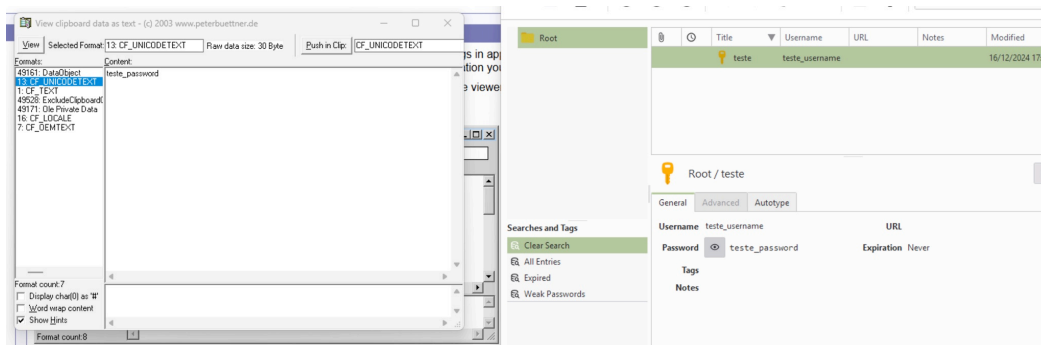 View clipboard data as text - (c) 2003 www.peterbuettner.de
View Selected Format: 13: CF_UNICODETEXT Raw data size: 30 Byte Push in Clip: CF_UNICODETEXT
Formats: Content:
49161: DataObject
13: CF_UNICODETEXT
1: CF_TEXT
49528: ExcludeClipboardC
49171: Ole Private Data
16: CF_LOCALE
7: CF_OEMTEXT
teste_password
Format count:7
Display char(0) as '#'
Word wrap content
Show Hints
Format count:8
Root
Title Username URL Notes Modified
teste teste_username 16/12/2024 17:
Root / teste
General Advanced Autotype
Username teste_username URL
Password teste_password Expiration Never
Tags
Notes
Searches and Tags
Clear Search
All Entries
Expired
Weak Passwords